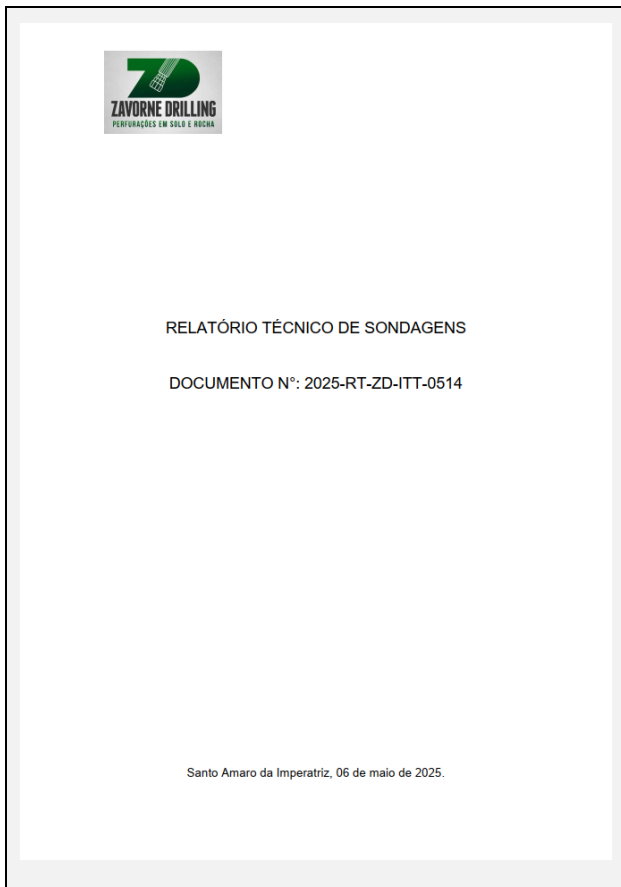 ZD
ZAVORNE DRILLING
PERFURAÇÕES EM SOLO E ROCHA
RELATÓRIO TÉCNICO DE SONDAGENS
DOCUMENTO N°: 2025-RT-ZD-ITT-0514
Santo Amaro da Imperatriz, 06 de maio de 2025.